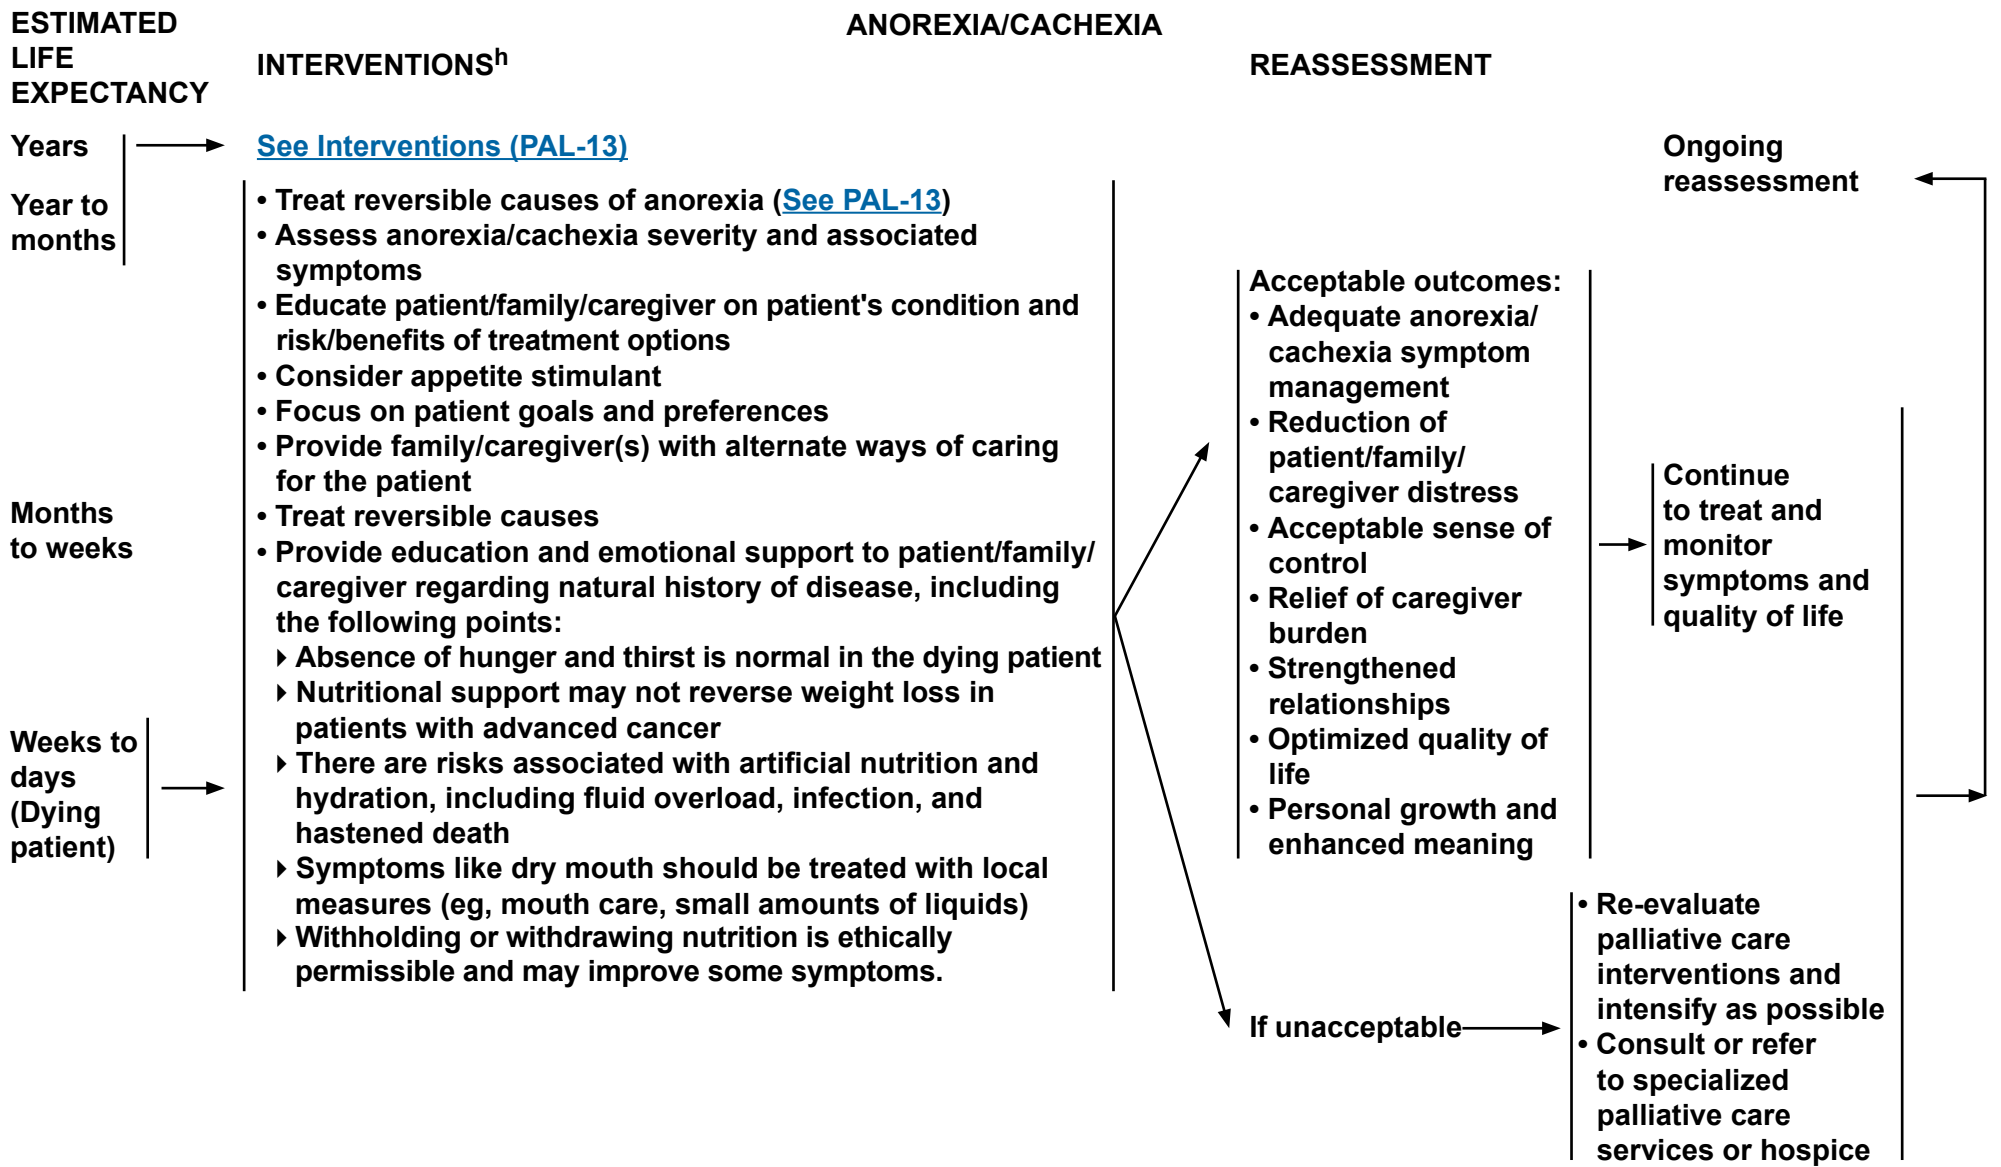 ESTIMATED
LIFE
EXPECTANCY
ANOREXIA/CACHEXIA
INTERVENTIONSh
REASSESSMENT
Years
Year to
months
Months
to weeks
Weeks to
days
(Dying
patient)
See Interventions (PAL-13)
• Treat reversible causes of anorexia (See PAL-13)
• Assess anorexia/cachexia severity and associated
symptoms
• Educate patient/family/caregiver on patient's condition and
risk/benefits of treatment options
• Consider appetite stimulant
• Focus on patient goals and preferences
• Provide family/caregiver(s) with alternate ways of caring
for the patient
• Treat reversible causes
• Provide education and emotional support to patient/family/
caregiver regarding natural history of disease, including
the following points:
▸ Absence of hunger and thirst is normal in the dying patient
▸ Nutritional support may not reverse weight loss in
patients with advanced cancer
▸ There are risks associated with artificial nutrition and
hydration, including fluid overload, infection, and
hastened death
▸ Symptoms like dry mouth should be treated with local
measures (eg, mouth care, small amounts of liquids)
▸ Withholding or withdrawing nutrition is ethically
permissible and may improve some symptoms.
Acceptable outcomes:
• Adequate anorexia/
cachexia symptom
management
• Reduction of
patient/family/
caregiver distress
• Acceptable sense of
control
• Relief of caregiver
burden
• Strengthened
relationships
• Optimized quality of
life
• Personal growth and
enhanced meaning
If unacceptable
Continue
to treat and
monitor
symptoms and
quality of life
• Re-evaluate
palliative care
interventions and
intensify as possible
• Consult or refer
to specialized
palliative care
services or hospice
Ongoing
reassessment